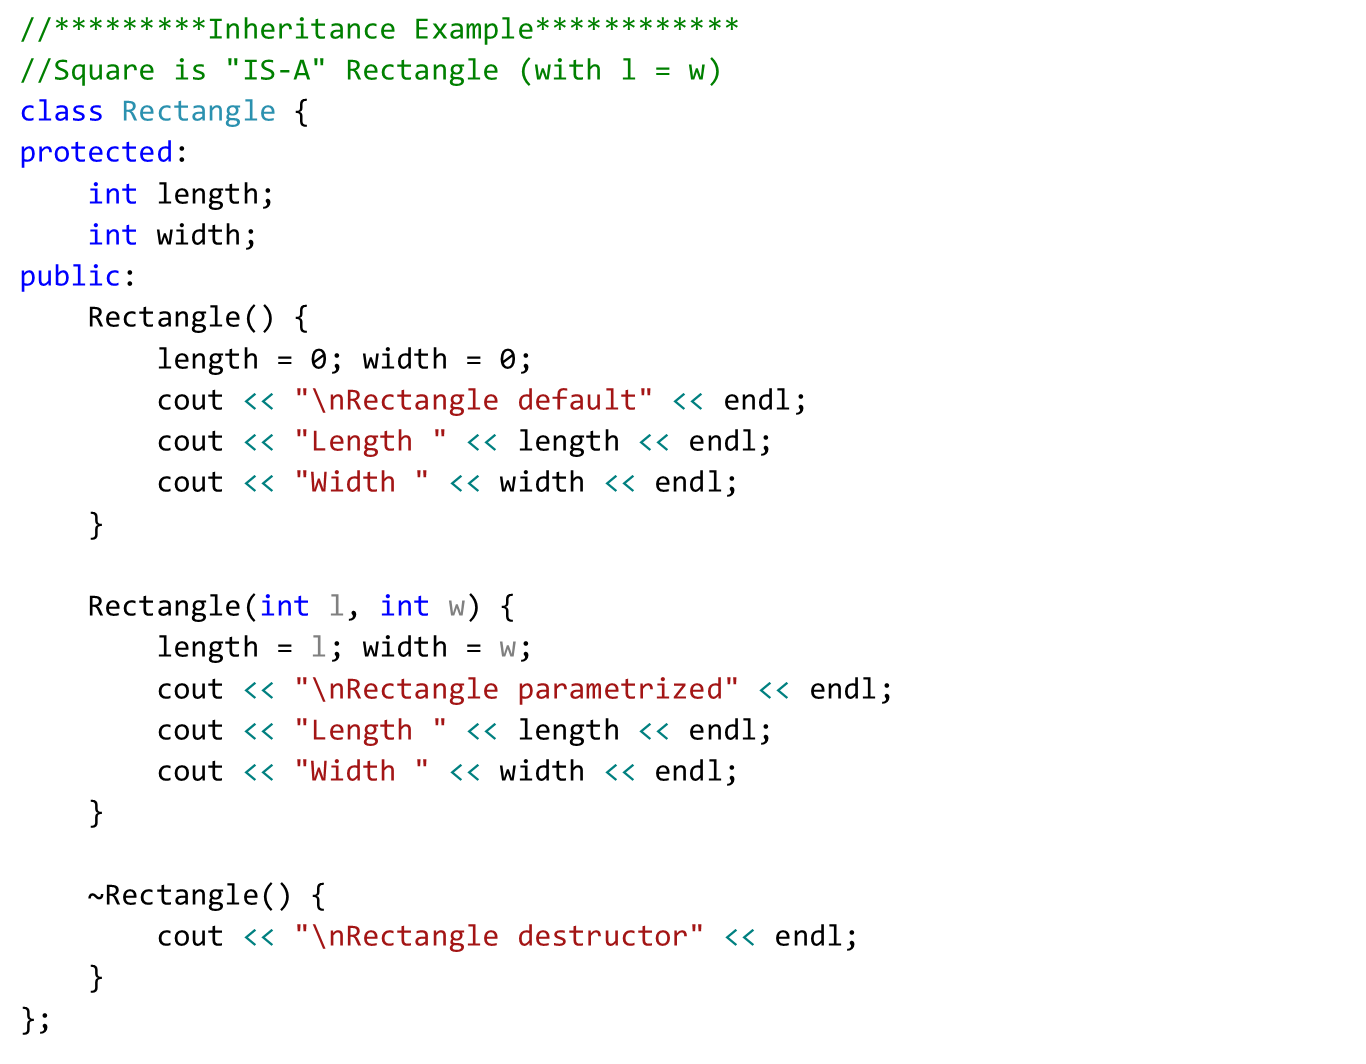 //*********Inheritance Example************
//Square is "IS-A" Rectangle (with l = w)
class Rectangle {
protected:
    int length;
    int width;
public:
    Rectangle() {
        length = 0; width = 0;
        cout << "\nRectangle default" << endl;
        cout << "Length " << length << endl;
        cout << "Width " << width << endl;
    }

    Rectangle(int l, int w) {
        length = l; width = w;
        cout << "\nRectangle parametrized" << endl;
        cout << "Length " << length << endl;
        cout << "Width " << width << endl;
    }

    ~Rectangle() {
        cout << "\nRectangle destructor" << endl;
    }
};